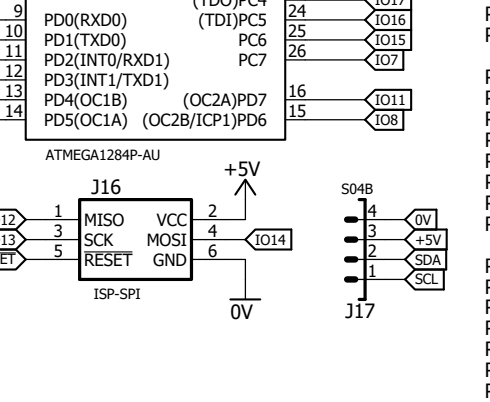 (TDO)PC4
IO17
9 PD0(RXD0) (TDI)PC5 24 IO16
10 PD1(TXD0) PC6 25 IO15
11 PD2(INT0/RXD1) PC7 26 IO7
12 PD3(INT1/TXD1)
13 PD4(OC1B) (OC2A)PD7 16 IO11
14 PD5(OC1A) (OC2B/ICP1)PD6 15 IO8
ATMEGA1284P-AU
+5V
J16
12 1 MISO VCC 2
13 3 SCK MOSI 4 IO14
ET 5 RESET GND 6
ISP-SPI
0V
S04B
4 0V
3 +5V
2 SDA
1 SCL
J17